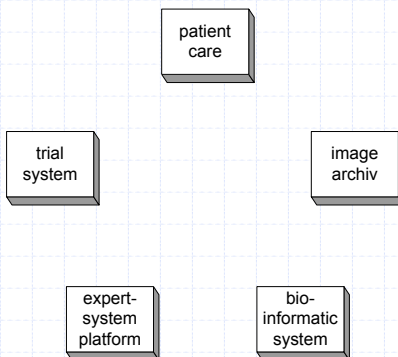 patient
care
trial
system
image
archiv
expert-
system
platform
bio-
informatic
system